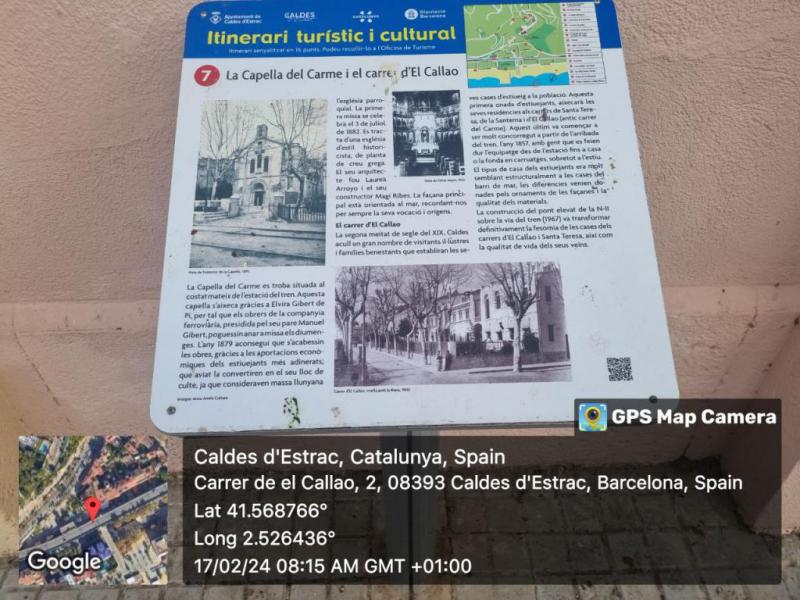 Ajuntament de
Caldes d'Estrac
CALDES
Diputació
Barcelona
Itinerari turístic i cultural
Itinerari senyalitzat en 16 punts. Podeu recollir-lo a l'Oficina de Turisme
7 La Capella del Carme i el carrer d'El Callao
La Capella del Carme es troba situada al
costat mateix de l'estació del tren. Aquesta
capella s'aixeca gràcies a Elvira Gibert de
Pi, per tal que els obrers de la companyia
ferroviària, presidida pel seu pare Manuel
Gibert, poguessin anar a missa els diumen-
ges. L'any 1879 aconsegui que s'acabessin
les obres, gràcies a les aportacions econò-
miques dels estiuejants més adinerats;
que aviat la convertiren en el seu lloc de
culte, ja que consideraven massa llunyana
l'església parro-
quial. La prime-
ra missa se cele-
brà el 3 de juliol
de 1882. Es trac-
ta d'una església
d'estil histori-
cista, de planta
de creu grega.
El seu arquitec-
te fou Laureà
Arroyo i el seu
constructor Magí Ribes. La façana princi-
pal està orientada al mar, recordant-nos
per sempre la seva vocació i orígens.
El carrer d'El Callao
La segona meitat de segle del XIX, Caldes
acull un gran nombre de visitants il·lustres
i famílies benestants que establiran les se-
ves cases d'estiueig a la població. Aquesta
primera onada d'estiuejants, aixecarà les
seves residències als carrers de Santa Tere-
sa, de la Santema i d'El Callao (antic carrer
del Carme). Aquest últim va començar a
ser molt concorregut a partir de l'arribada
del tren, l'any 1857, amb gent que es feien
dur l'equipatge des de l'estació fins a casa
o la fonda en carruatges, sobretot a l'estiu.
El tipus de casa dels estiuejants era molt
semblant estructuralment a les cases del
barri de mar, les diferències venien do-
nades pels ornaments de les façanes i la
qualitat dels materials.
La construcció del pont elevat de la N-II
sobre la via del tren (1967) va transformar
definitivament la fesomia de les cases dels
carrers d'El Callao i Santa Teresa, així com
la qualitat de vida dels seus veïns.
GPS Map Camera
Caldes d'Estrac, Catalunya, Spain
Carrer de el Callao, 2, 08393 Caldes d'Estrac, Barcelona, Spain
Lat 41.568766°
Long 2.526436°
17/02/24 08:15 AM GMT +01:00
Google